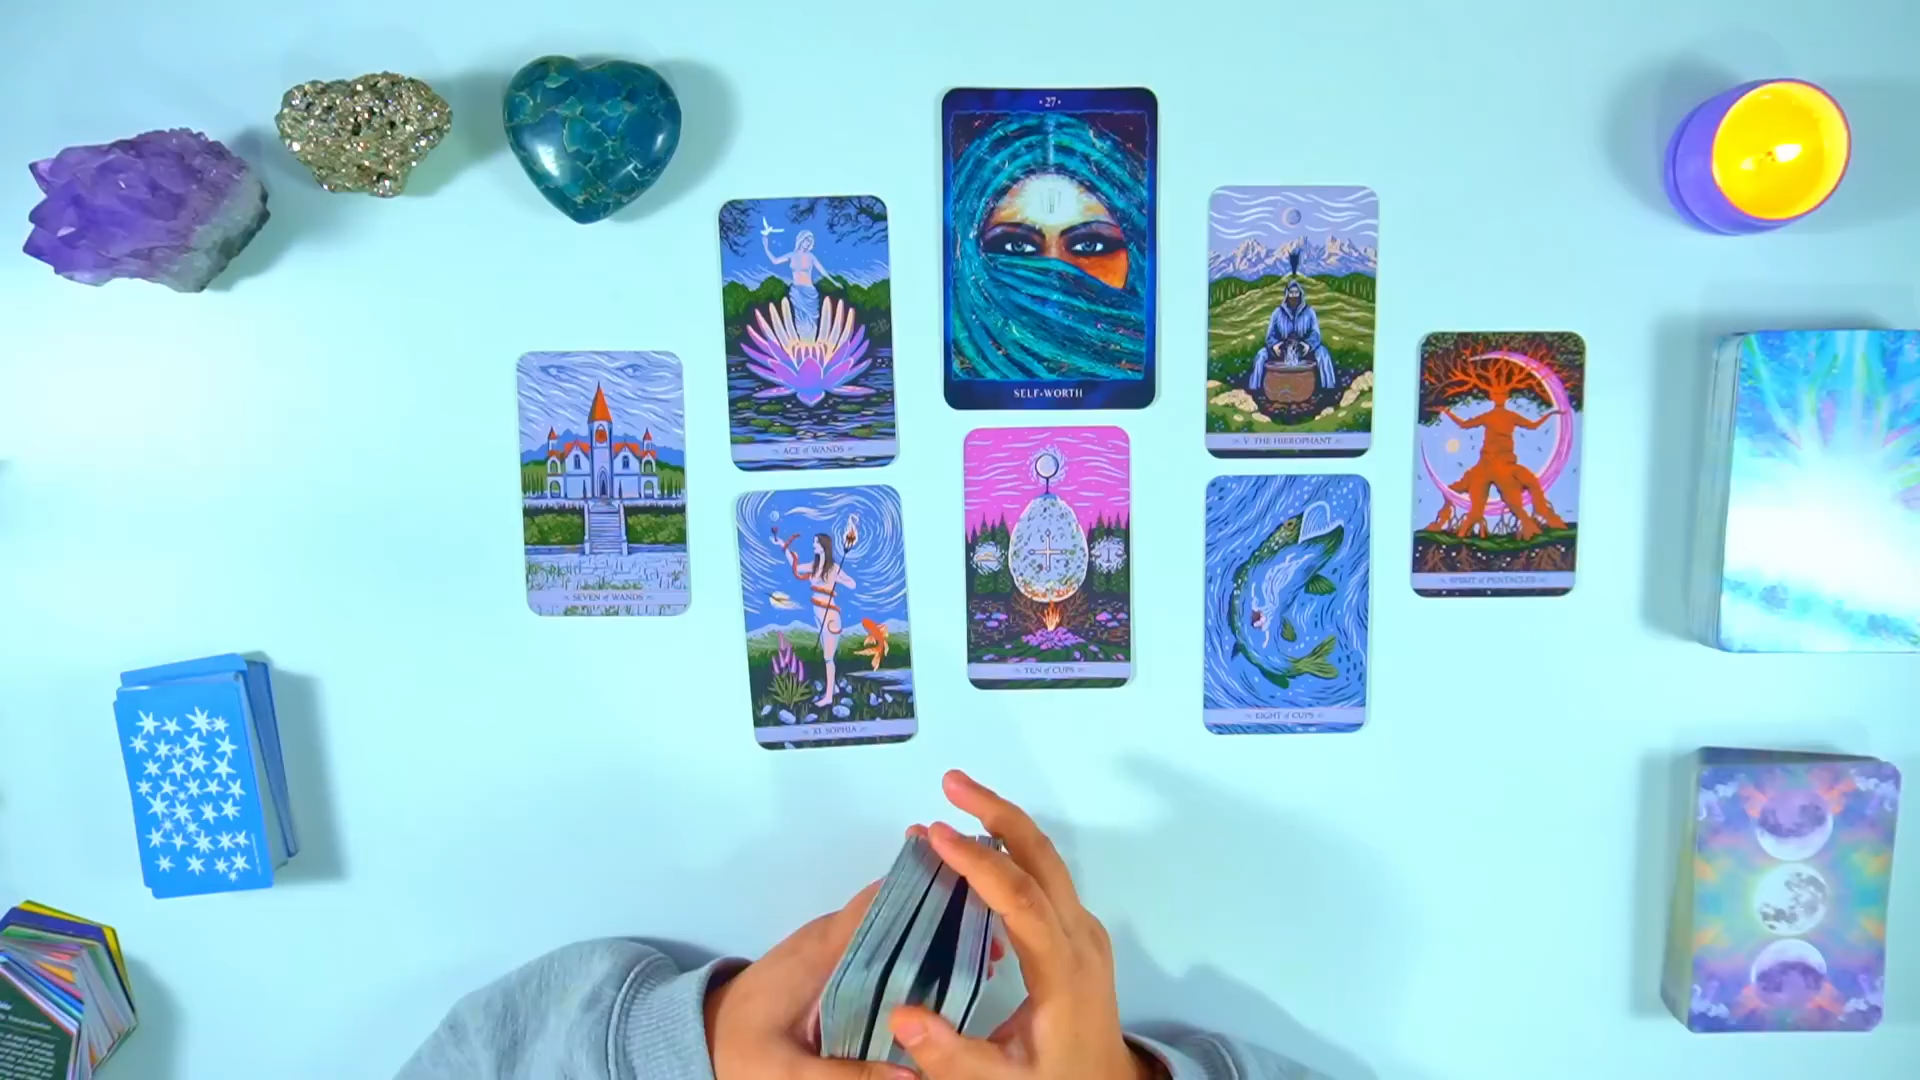 • 27 •
SELF-WORTH
ACE of WANDS
V THE HIEROPHANT
SEVEN of WANDS
SPIRIT of PENTACLES
TEN of CUPS
EIGHT of CUPS
XI SOPHIA